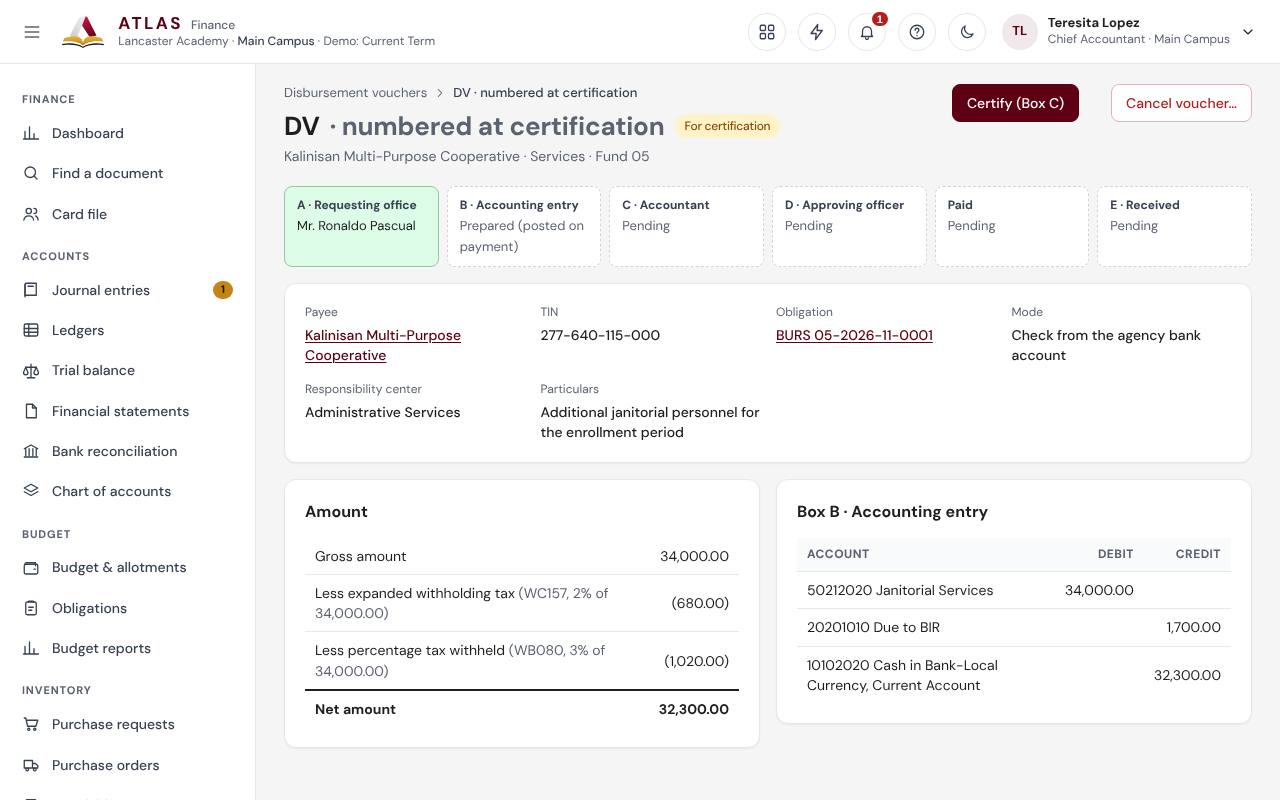 ATLAS Finance
Lancaster Academy · Main Campus · Demo: Current Term
1
TL
Teresita Lopez
Chief Accountant · Main Campus
FINANCE
Dashboard
Find a document
Card file
ACCOUNTS
Journal entries 1
Ledgers
Trial balance
Financial statements
Bank reconciliation
Chart of accounts
BUDGET
Budget & allotments
Obligations
Budget reports
INVENTORY
Purchase requests
Purchase orders
Disbursement vouchers > DV · numbered at certification
DV · numbered at certification For certification
Kalinisan Multi-Purpose Cooperative · Services · Fund 05
Certify (Box C)
Cancel voucher…
A · Requesting office
Mr. Ronaldo Pascual
B · Accounting entry
Prepared (posted on
payment)
C · Accountant
Pending
D · Approving officer
Pending
Paid
Pending
E · Received
Pending
Payee
Kalinisan Multi-Purpose
Cooperative
TIN
277-640-115-000
Obligation
BURS 05-2026-11-0001
Mode
Check from the agency bank
account
Responsibility center
Administrative Services
Particulars
Additional janitorial personnel for
the enrollment period
Amount
Gross amount 34,000.00
Less expanded withholding tax (WC157, 2% of
34,000.00) (680.00)
Less percentage tax withheld (WB080, 3% of
34,000.00) (1,020.00)
Net amount 32,300.00
Box B · Accounting entry
ACCOUNT DEBIT CREDIT
50212020 Janitorial Services 34,000.00
20201010 Due to BIR 1,700.00
10102020 Cash in Bank-Local
Currency, Current Account 32,300.00